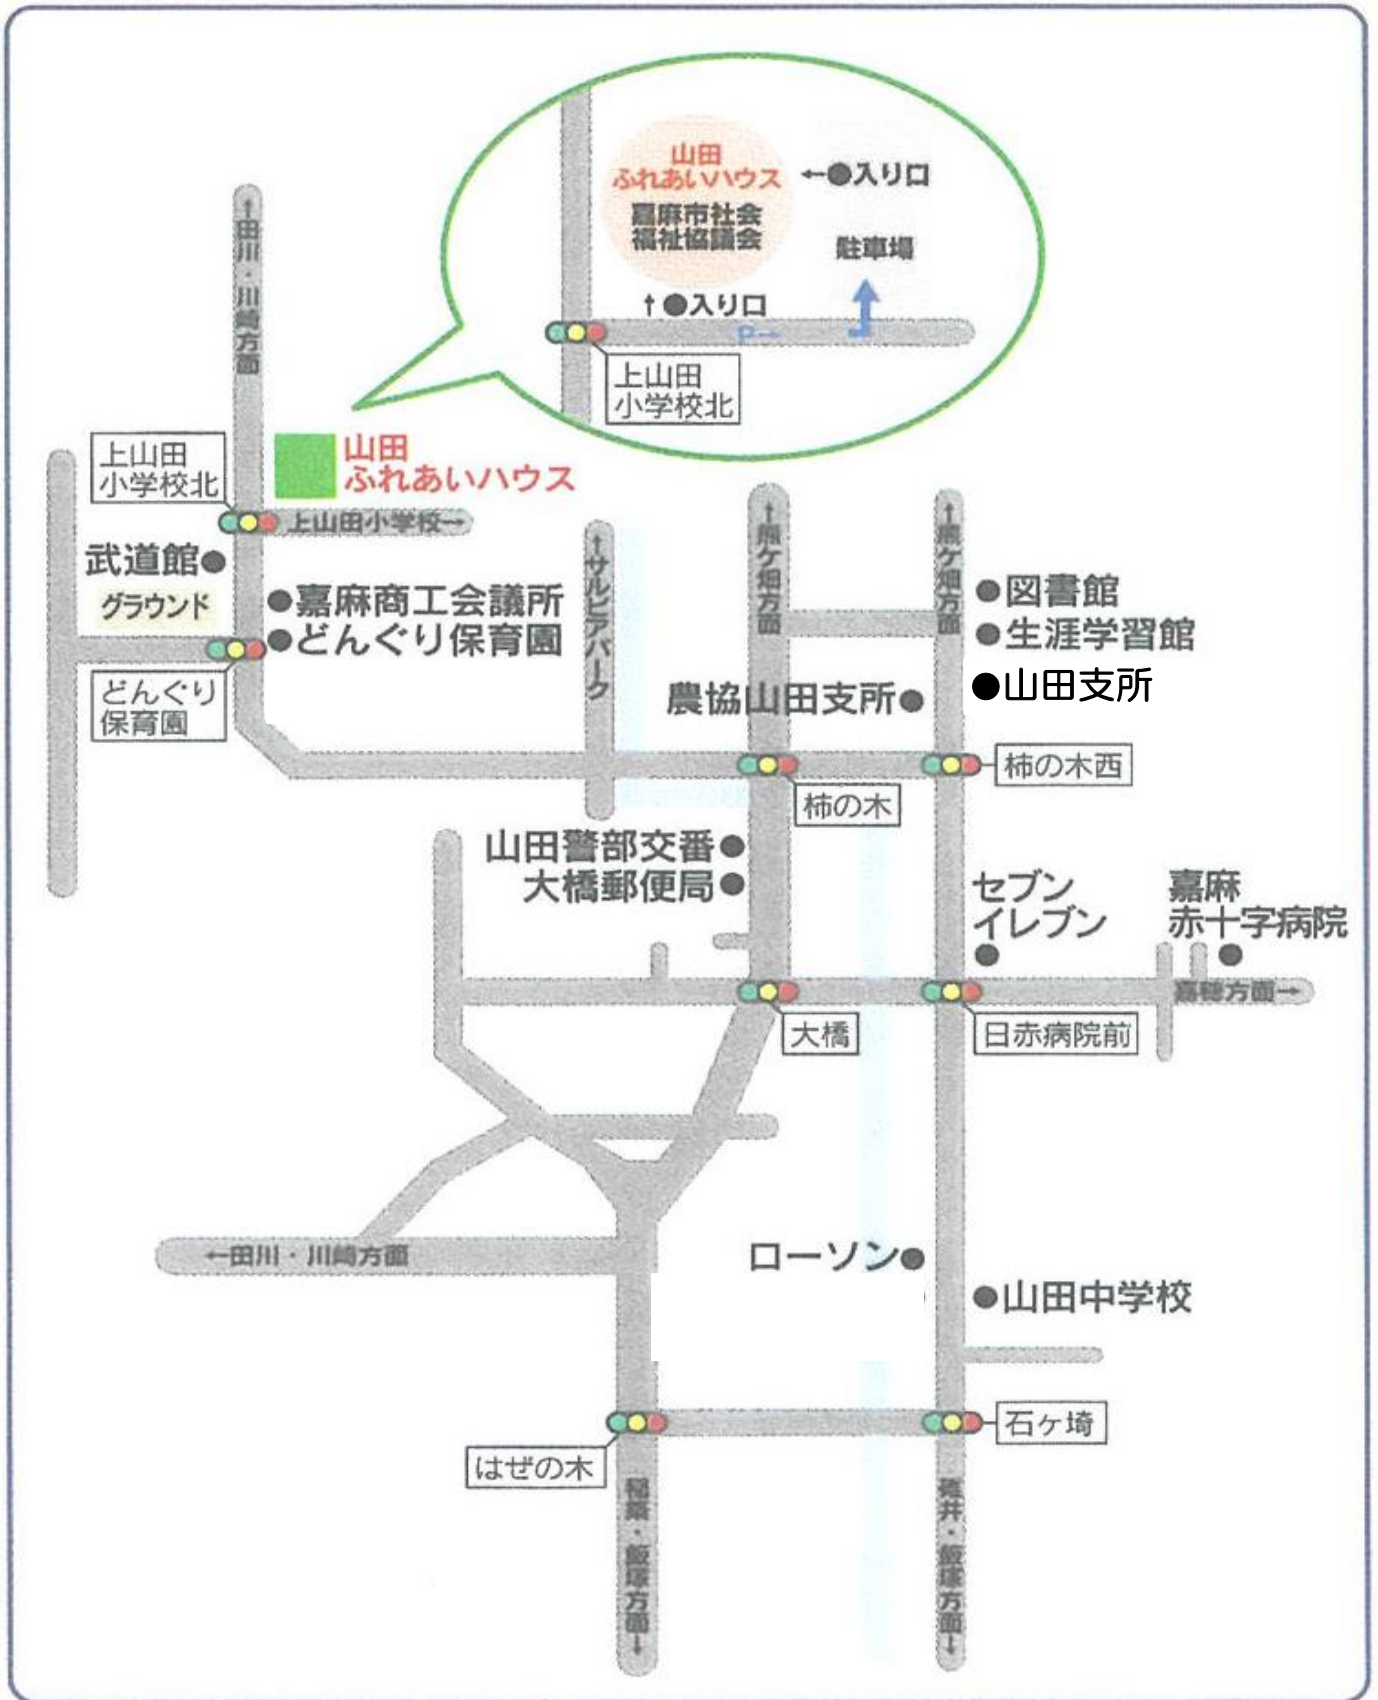 山田
ふれあいハウス
嘉麻市社会
福祉協議会
←●入り口
駐車場
↑●入り口
P→
上山田
小学校北
↑田川・川崎方面
上山田
小学校北
山田
ふれあいハウス
上山田小学校→
武道館●
グラウンド
●嘉麻商工会議所
●どんぐり保育園
どんぐり
保育園
↑サルビアパーク
↑熊ケ畑方面
↑熊ケ畑方面
●図書館
●生涯学習館
●山田支所
農協山田支所●
柿の木西
柿の木
山田警部交番●
大橋郵便局●
セブン
イレブン
嘉麻
赤十字病院
嘉穂方面→
大橋
日赤病院前
←田川・川崎方面
ローソン●
●山田中学校
石ヶ埼
はぜの木
稲築・飯塚方面→
碓井・飯塚方面→